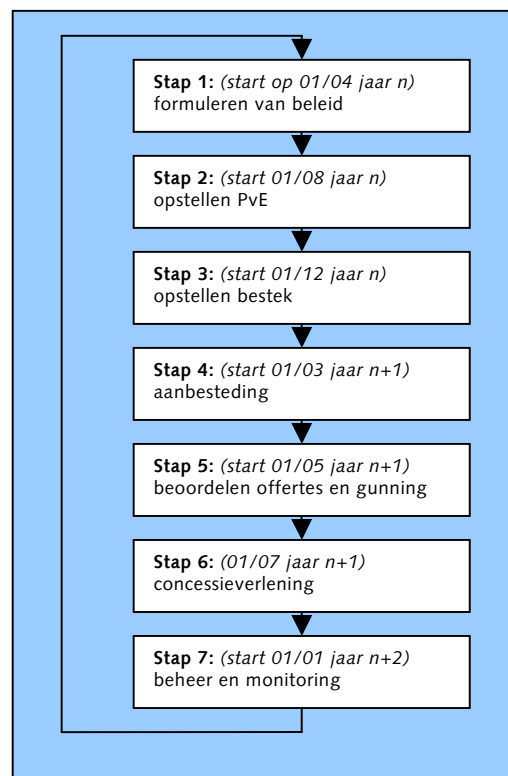 Stap 1: (start op 01/04 jaar n)
formuleren van beleid
Stap 2: (start 01/08 jaar n)
opstellen PvE
Stap 3: (start 01/12 jaar n)
opstellen bestek
Stap 4: (start 01/03 jaar n+1)
aanbesteding
Stap 5: (start 01/05 jaar n+1)
beoordelen offertes en gunning
Stap 6: (01/07 jaar n+1)
concessieverlening
Stap 7: (start 01/01 jaar n+2)
beheer en monitoring